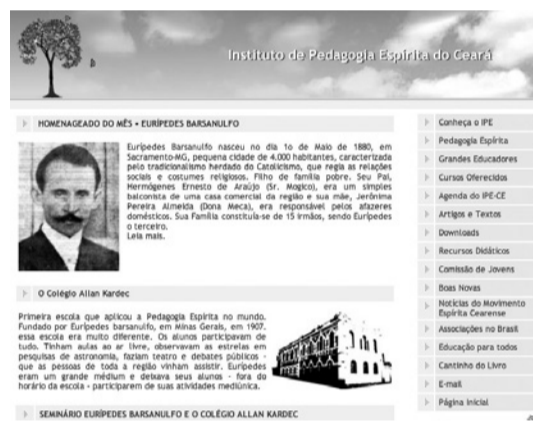 Instituto de Pedagogia Espírita do Ceará
HOMENAGEADO DO MÊS • EURÍPEDES BARSANULFO
Eurípedes Barsanulfo nasceu no dia 1o de Maio de 1880, em
Sacramento-MG, pequena cidade de 4.000 habitantes, caracterizada
pelo tradicionalismo herdado do Catolicismo, que regia as relações
sociais e costumes religiosos. Filho de família pobre. Seu Pai,
Hermógenes Ernesto de Araújo (Sr. Mogico), era um simples
balconista de uma casa comercial da região e sua mãe, Jerônima
Pereira Almeida (Dona Meca), era responsável pelos afazeres
domésticos. Sua Família constituía-se de 15 irmãos, sendo Eurípedes
o terceiro.
Leia mais.
O Colégio Allan Kardec
Primeira escola que aplicou a Pedagogia Espírita no mundo.
Fundado por Eurípedes barsanulfo, em Minas Gerais, em 1907.
essa escola era muito diferente. Os alunos participavam de
tudo. Tinham aulas ao ar livre, observavam as estrelas em
pesquisas de astronomia, faziam teatro e debates públicos -
que as pessoas de toda a região vinham assistir. Eurípedes
eram um grande médium e deixava seus alunos - fora do
horário da escola - participarem de suas atividades mediúnica.
SEMINÁRIO EURÍPEDES BARSANULFO E O COLÉGIO ALLAN KARDEC
Conheça o IPE
Pedagogia Espírita
Grandes Educadores
Cursos Oferecidos
Agenda do IPE-CE
Artigos e Textos
Downloads
Recursos Didáticos
Comissão de Jovens
Boas Novas
Notícias do Movimento
Espírita Cearense
Associações no Brasil
Educação para todos
Cantinho do Livro
E-mail
Página Inicial